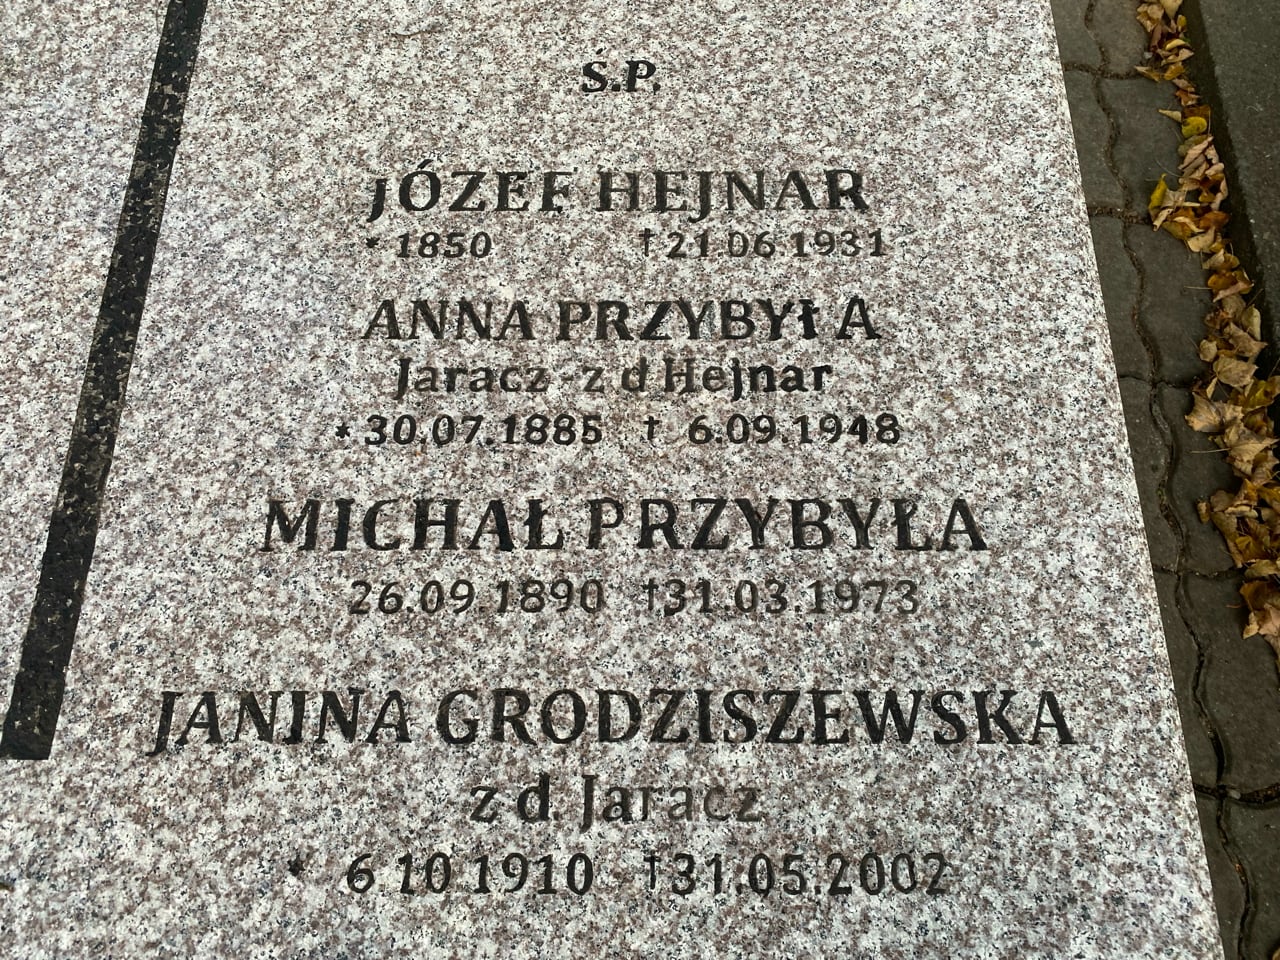 Ś.P.
JÓZEF HEJNAR
* 1850 †21.06.1931
ANNA PRZYBYŁA
Jaracz - z d Hejnar
* 30.07.1885 † 6.09.1948
MICHAŁ PRZYBYŁA
26.09.1890 †31.03.1973
JANINA GRODZISZEWSKA
z d. Jaracz
* 6.10.1910 †31.05.2002